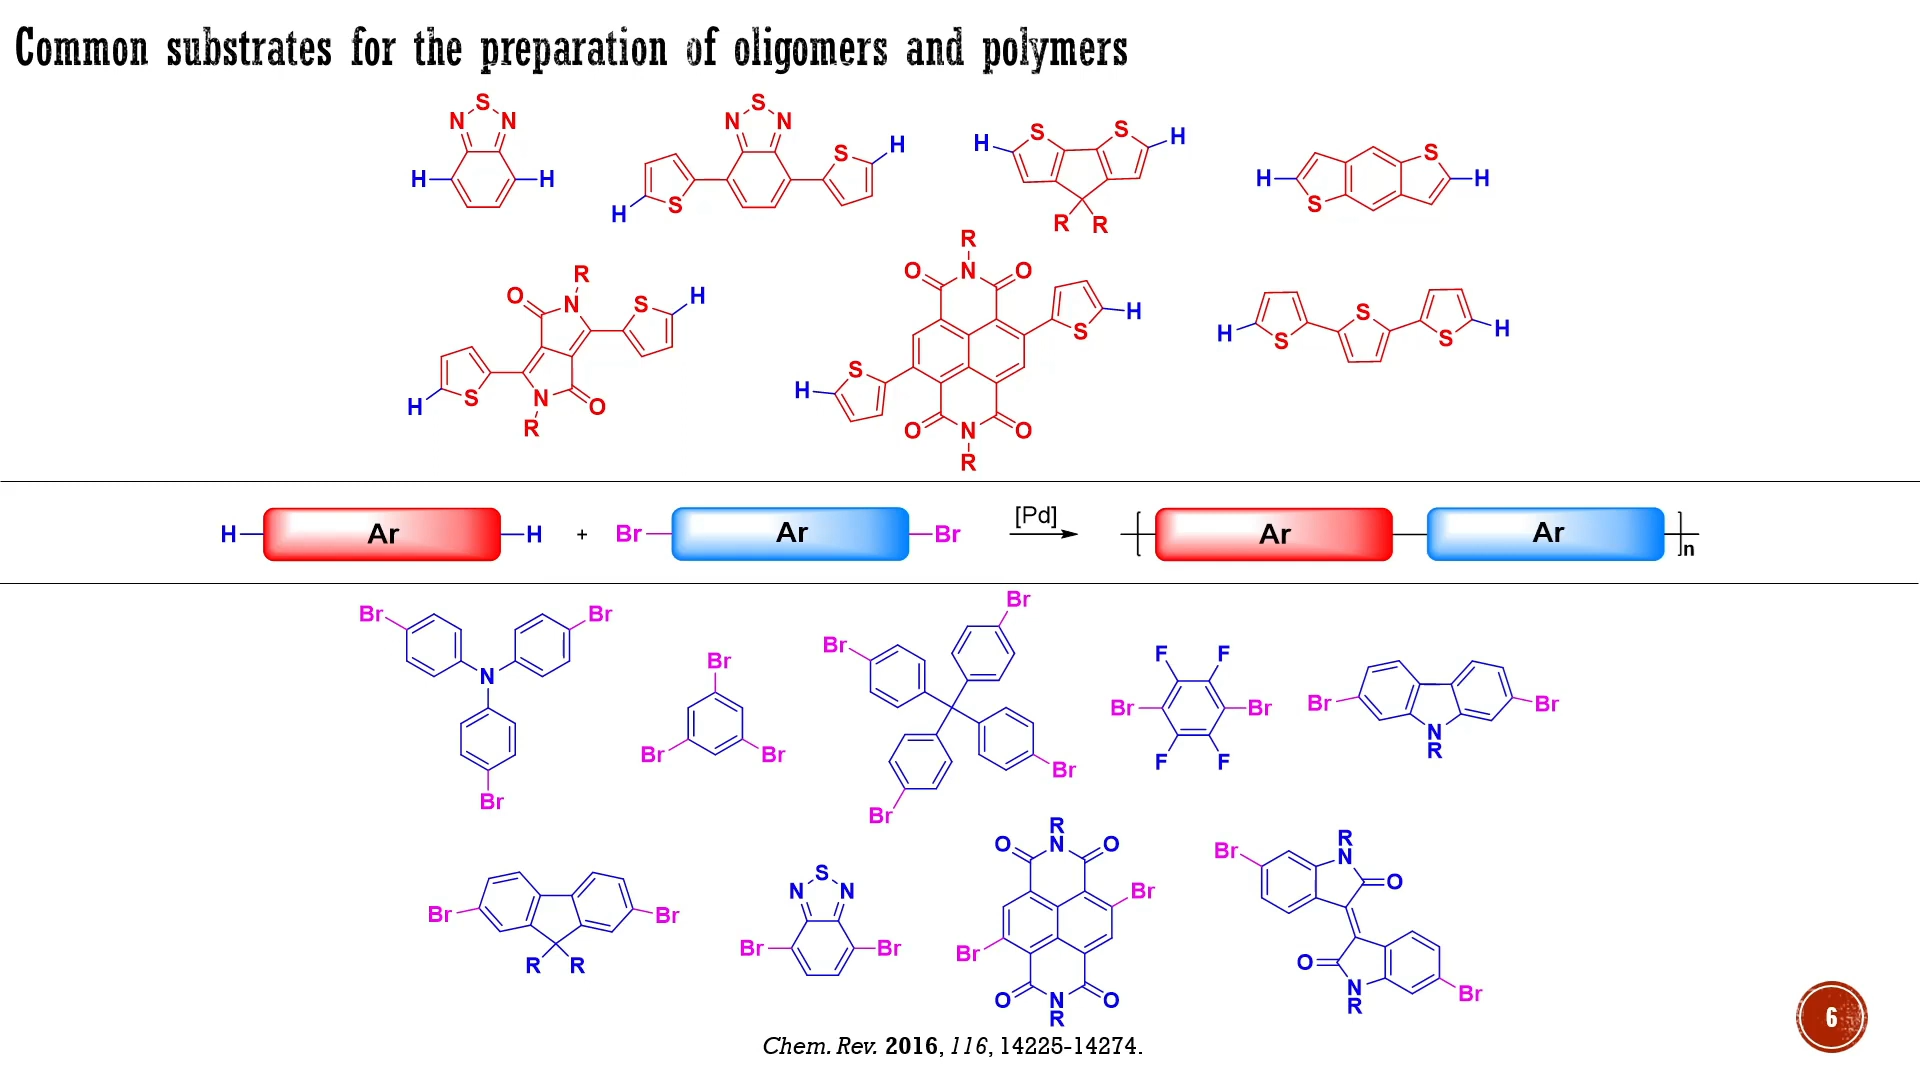 Common substrates for the preparation of oligomers and polymers
S
N N
H H
S
N N
S H
H S
H S S H
R R
H S S H
R
O N
S H
H S
N O
R
R
O N O
S H
H S
O N O
R
H S S S H
H Ar H + Br Ar Br [Pd] Ar Ar n
Br Br
N
Br
Br
Br Br
Br
Br
Br
Br
F F
Br Br
F F
Br Br
N
R
Br Br
R R
S
N N
Br Br
R
O N O
Br
Br
O N O
R
R
Br N
O
O
N Br
R
Chem. Rev. 2016, 116, 14225-14274.
6